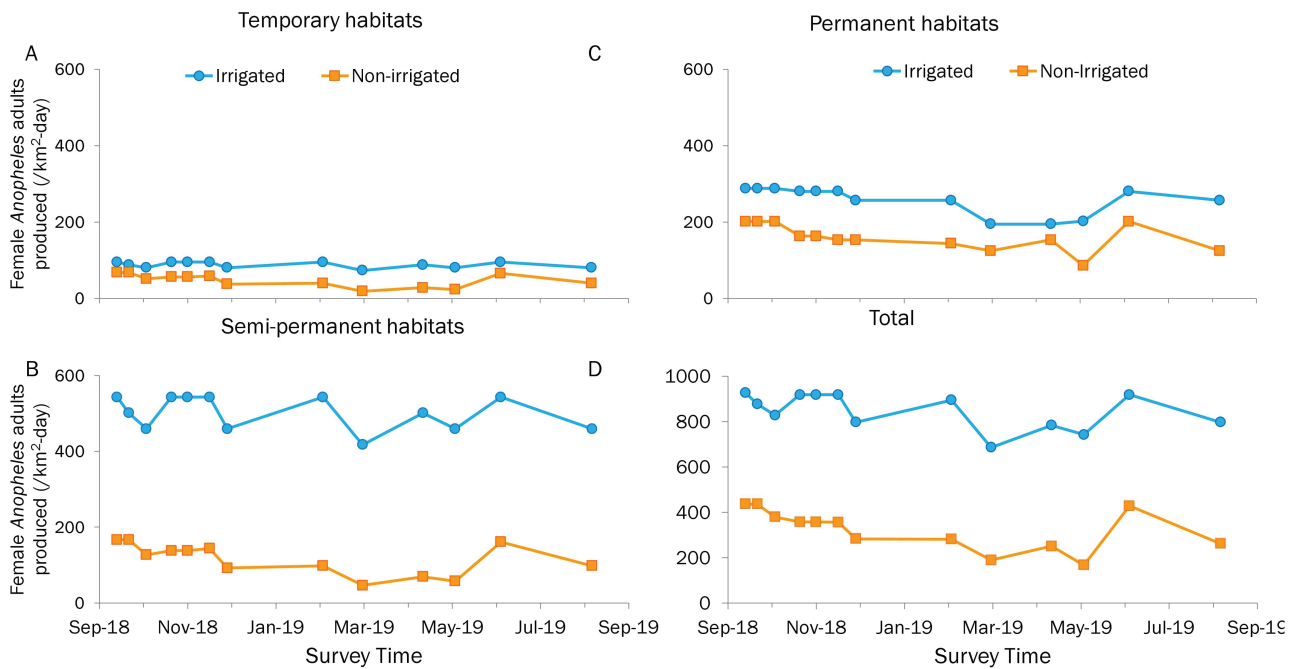 Temporary habitats
A
Female Anopheles adults
produced (/km²-day)
600
400
200
0
Irrigated
Non-irrigated
Permanent habitats
C
600
400
200
0
Irrigated
Non-Irrigated
Semi-permanent habitats
B
Female Anopheles adults
produced (/km²-day)
600
400
200
0
Sep-18 Nov-18 Jan-19 Mar-19 May-19 Jul-19 Sep-19
Survey Time
Total
D
1000
800
600
400
200
0
Sep-18 Nov-18 Jan-19 Mar-19 May-19 Jul-19 Sep-19
Survey Time